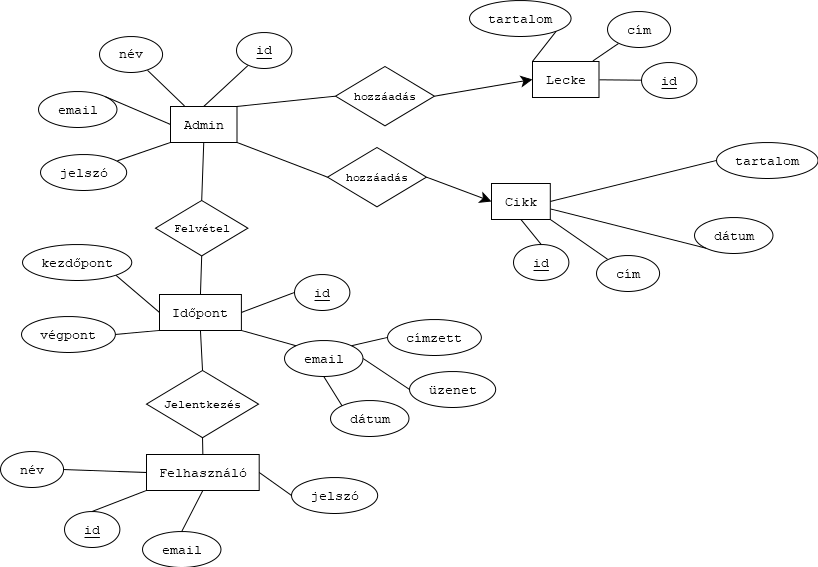 tartalom
cím
név
id
Lecke
id
email
hozzáadás
Admin
tartalom
jelszó
hozzáadás
Cikk
Felvétel
dátum
kezdőpont
id
cím
id
Időpont
végpont
címzett
email
üzenet
Jelentkezés
dátum
név
Felhasználó
jelszó
id
email